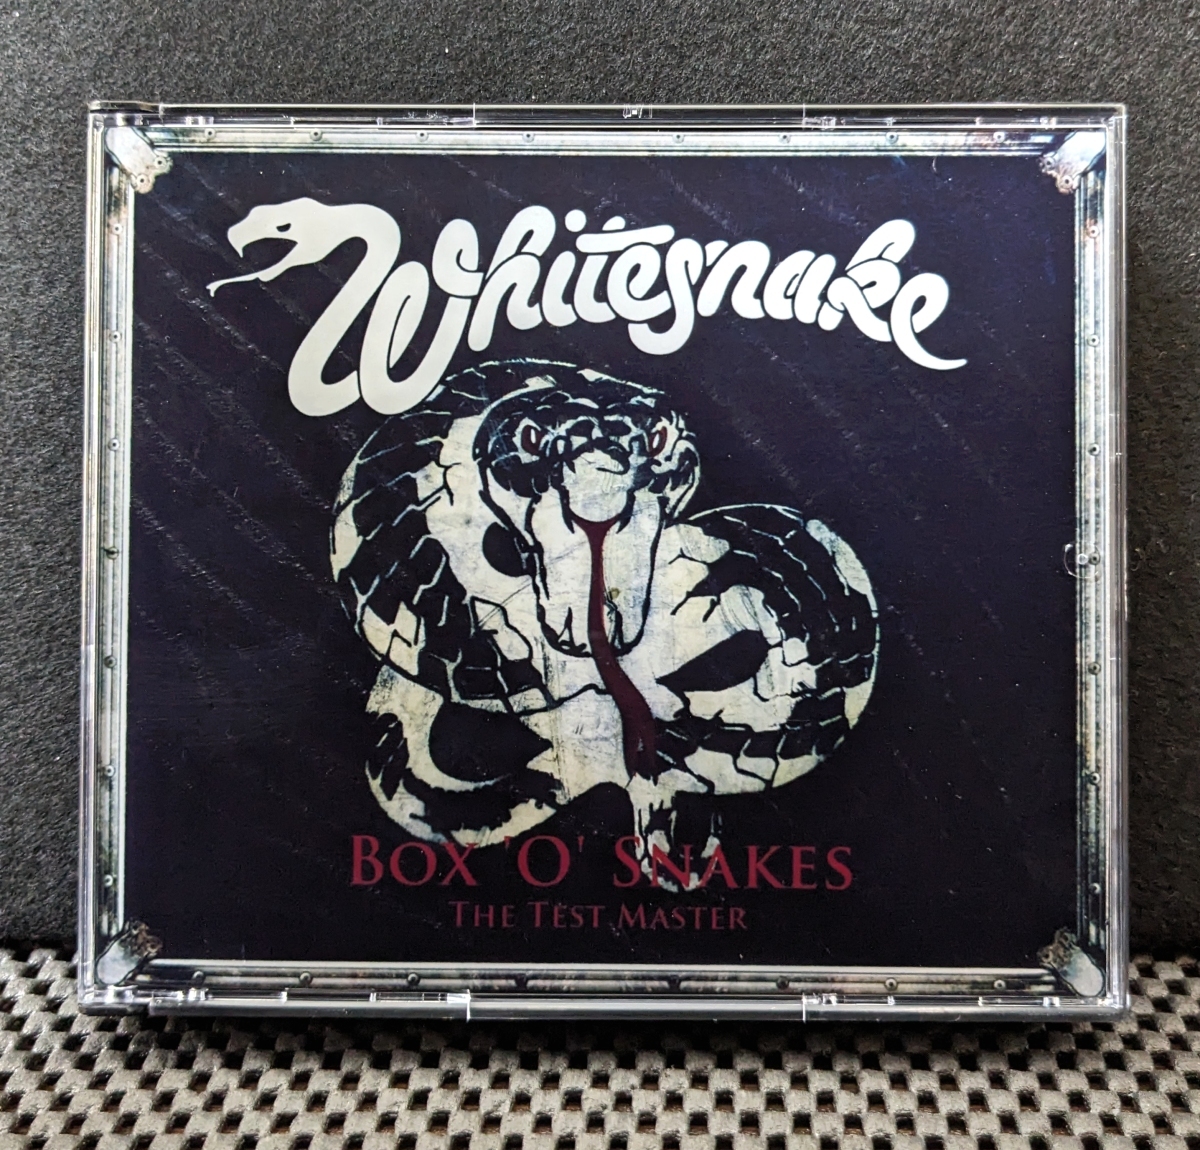 Whitesnake
BOX 'O' SNAKES
THE TEST MASTER